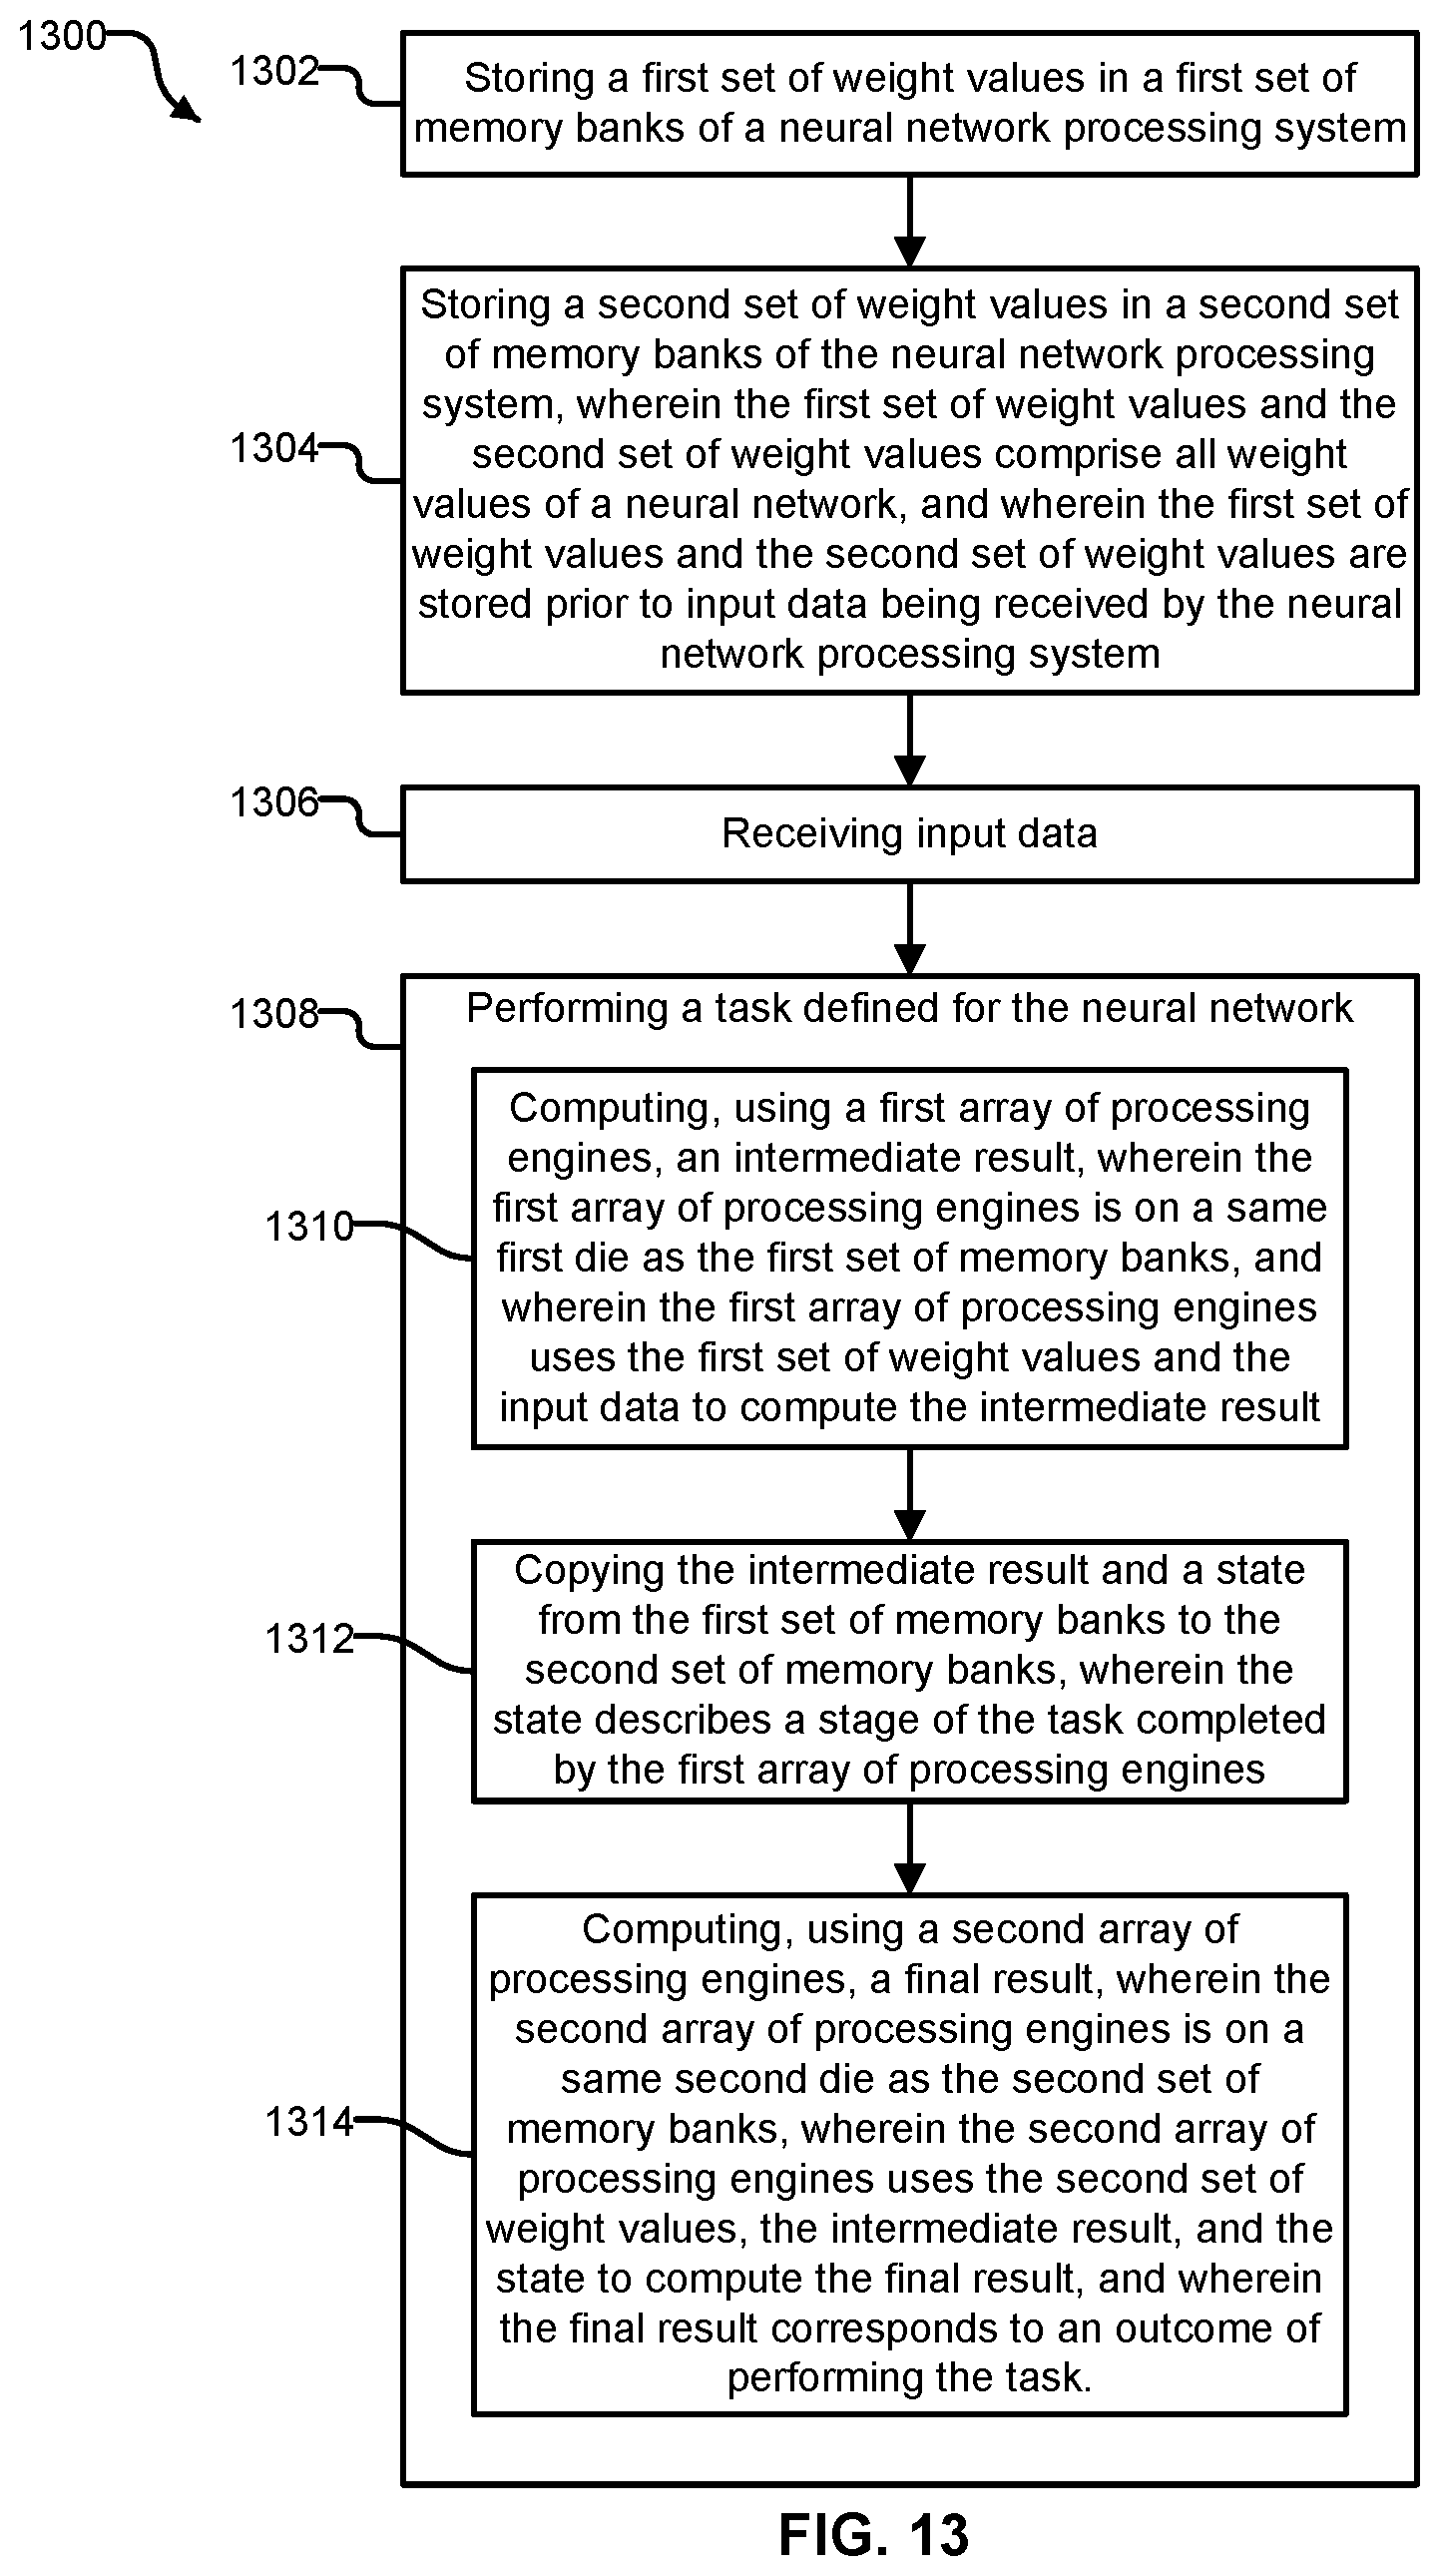 1300
1302
Storing a first set of weight values in a first set of
memory banks of a neural network processing system
1304
Storing a second set of weight values in a second set
of memory banks of the neural network processing
system, wherein the first set of weight values and the
second set of weight values comprise all weight
values of a neural network, and wherein the first set of
weight values and the second set of weight values are
stored prior to input data being received by the neural
network processing system
1306
Receiving input data
1308
Performing a task defined for the neural network
1310
Computing, using a first array of processing
engines, an intermediate result, wherein the
first array of processing engines is on a same
first die as the first set of memory banks, and
wherein the first array of processing engines
uses the first set of weight values and the
input data to compute the intermediate result
1312
Copying the intermediate result and a state
from the first set of memory banks to the
second set of memory banks, wherein the
state describes a stage of the task completed
by the first array of processing engines
1314
Computing, using a second array of
processing engines, a final result, wherein the
second array of processing engines is on a
same second die as the second set of
memory banks, wherein the second array of
processing engines uses the second set of
weight values, the intermediate result, and the
state to compute the final result, and wherein
the final result corresponds to an outcome of
performing the task.
FIG. 13